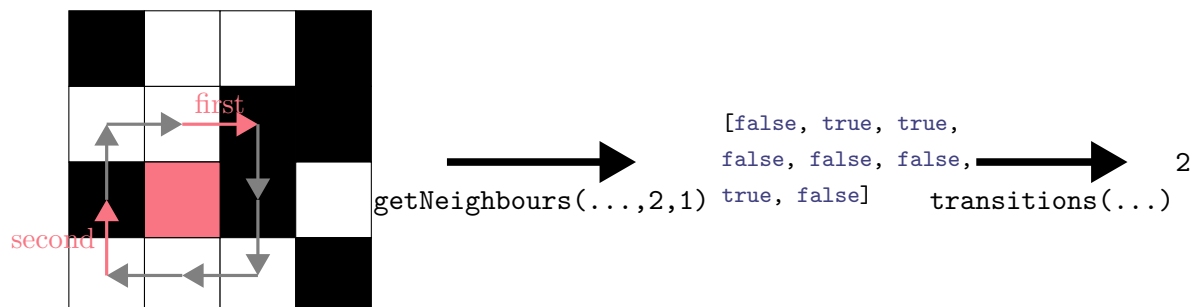 first
second
getNeighbours(...,2,1)
[false, true, true,
false, false, false,
true, false]
transitions(...)
2